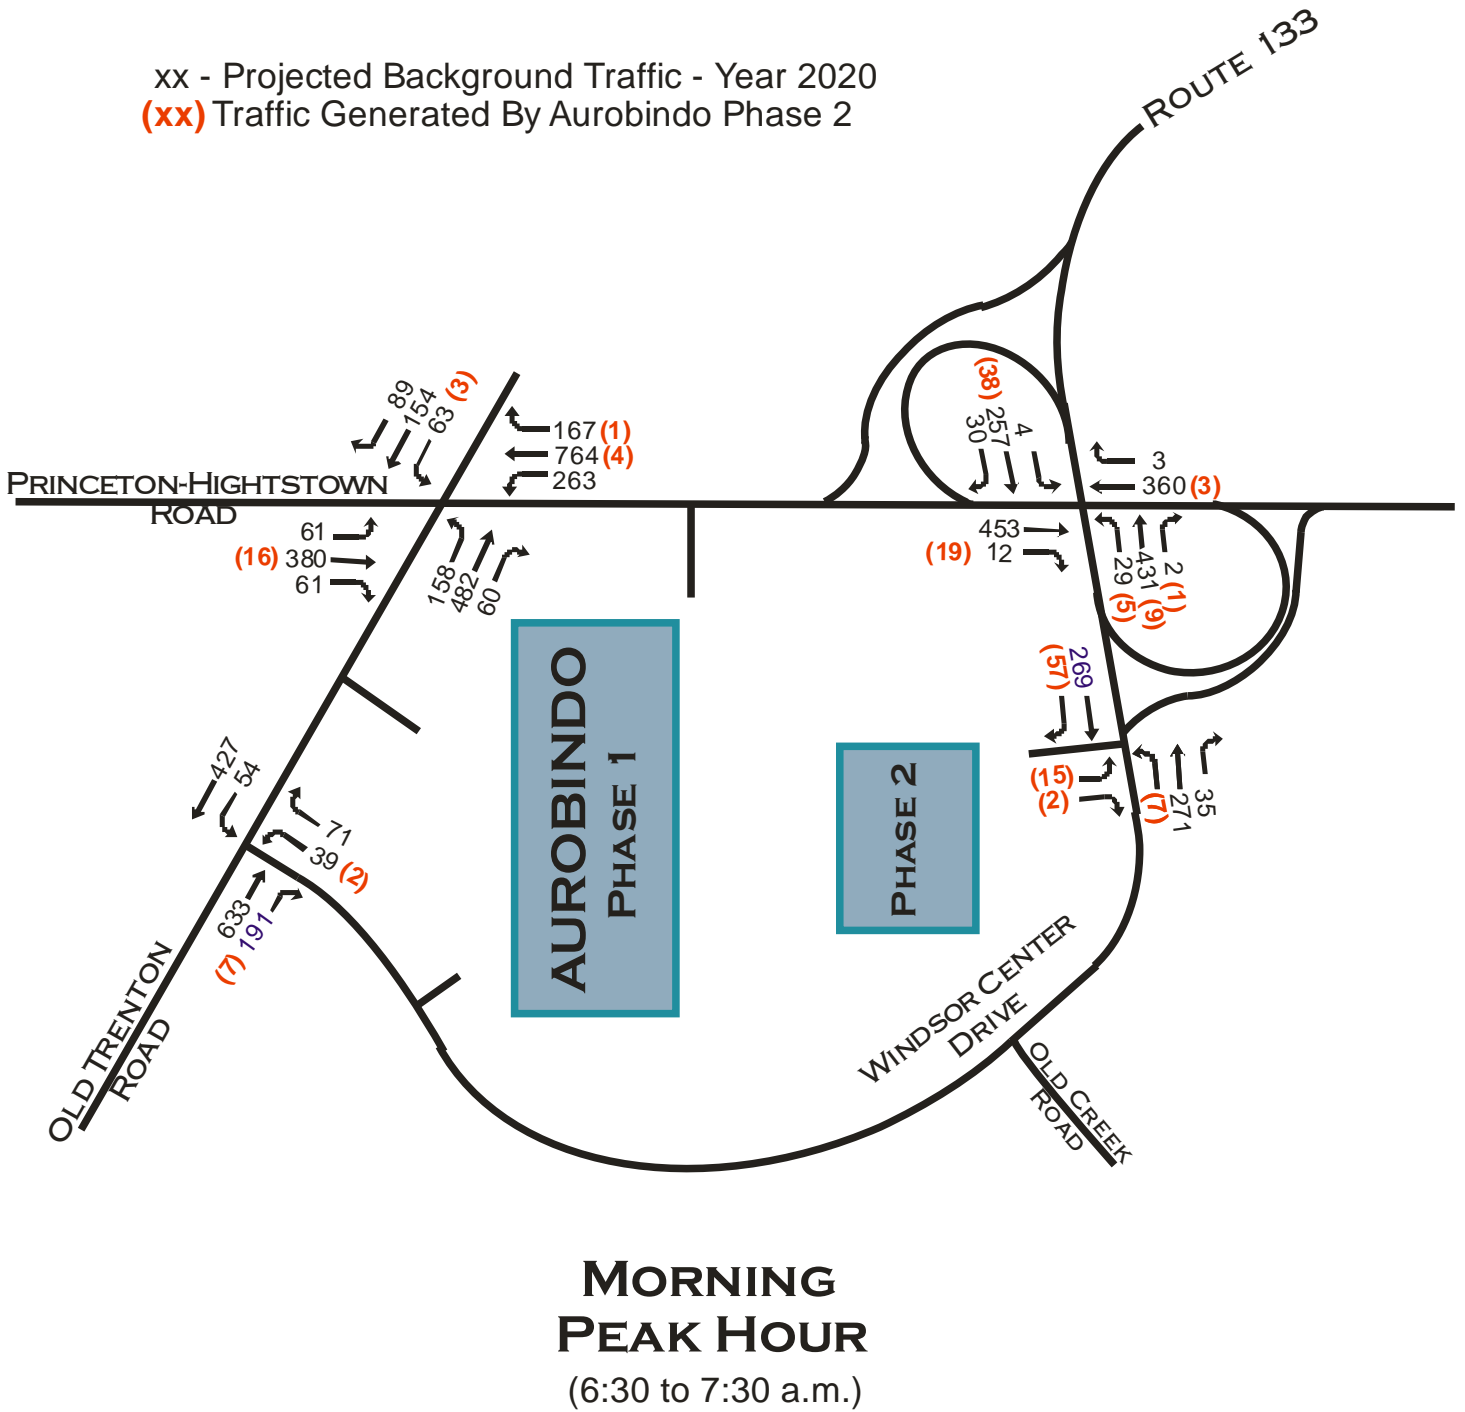 xx - Projected Background Traffic - Year 2020
(xx) Traffic Generated By Aurobindo Phase 2
ROUTE 133
89
154
63 (3)
167 (1)
764 (4)
263
PRINCETON-HIGHTSTOWN
ROAD
61
(16) 380
61
158
482
60
(38)
30
257
4
3
360 (3)
453
(19) 12
29 (5)
431 (9)
2 (1)
(57)
269
(15)
(2)
(7)
271
35
AUROBINDO
PHASE 1
PHASE 2
427
54
71
39 (2)
633
(7) 191
OLD TRENTON
ROAD
WINDSOR CENTER
DRIVE
OLD CREEK
ROAD
MORNING
PEAK HOUR
(6:30 to 7:30 a.m.)